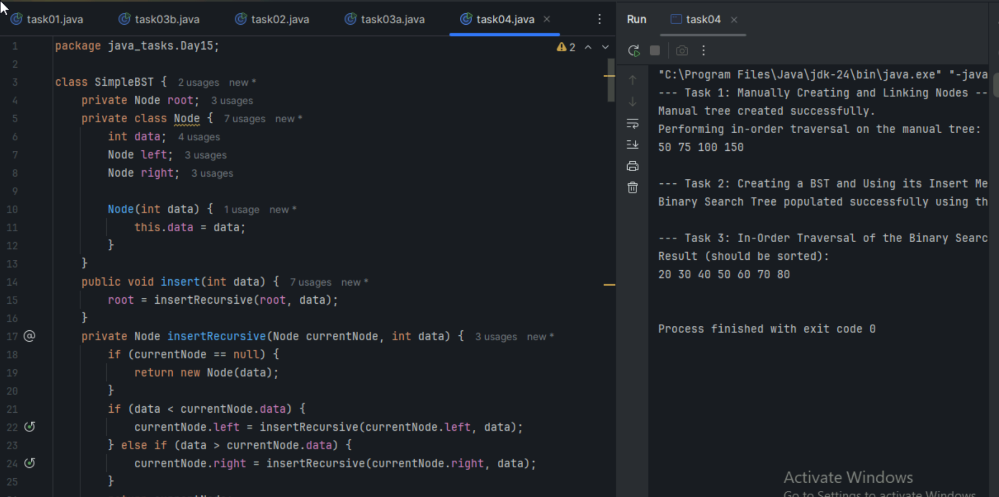 task01.java task03b.java task02.java task03a.java task04.java
Run task04
2
1 package java_tasks.Day15;
2
3 class SimpleBST { 2 usages new *
4 private Node root; 3 usages
5 private class Node { 7 usages new *
6 int data; 4 usages
7 Node left; 3 usages
8 Node right; 3 usages
9
10 Node(int data) { 1 usage new *
11 this.data = data;
12 }
13 }
14 public void insert(int data) { 7 usages new *
15 root = insertRecursive(root, data);
16 }
17 @ private Node insertRecursive(Node currentNode, int data) { 3 usages new *
18 if (currentNode == null) {
19 return new Node(data);
20 }
21 if (data < currentNode.data) {
22 currentNode.left = insertRecursive(currentNode.left, data);
23 } else if (data > currentNode.data) {
24 currentNode.right = insertRecursive(currentNode.right, data);
25 }
"C:\Program Files\Java\jdk-24\bin\java.exe" "-java
--- Task 1: Manually Creating and Linking Nodes --
Manual tree created successfully.
Performing in-order traversal on the manual tree:
50 75 100 150
--- Task 2: Creating a BST and Using its Insert Me
Binary Search Tree populated successfully using th
--- Task 3: In-Order Traversal of the Binary Searc
Result (should be sorted):
20 30 40 50 60 70 80
Process finished with exit code 0
Activate Windows
Go to Settings to activate Windows.